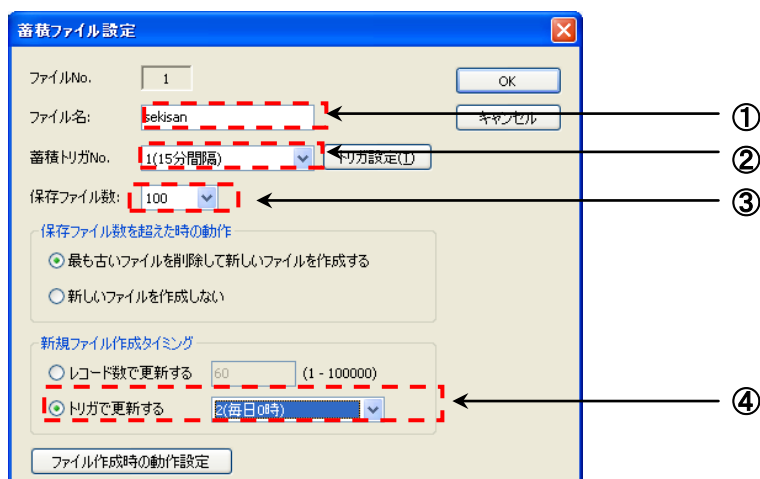 蓄積ファイル設定
ファイルNo. 1 OK
ファイル名: sekisan キャンセル ①
蓄積トリガNo. 1(15分間隔) トリガ設定(T) ②
保存ファイル数: 100 ③
保存ファイル数を超えた時の動作
最も古いファイルを削除して新しいファイルを作成する
新しいファイルを作成しない
新規ファイル作成タイミング
レコード数で更新する 60 (1 - 100000)
トリガで更新する 2(毎日0時) ④
ファイル作成時の動作設定